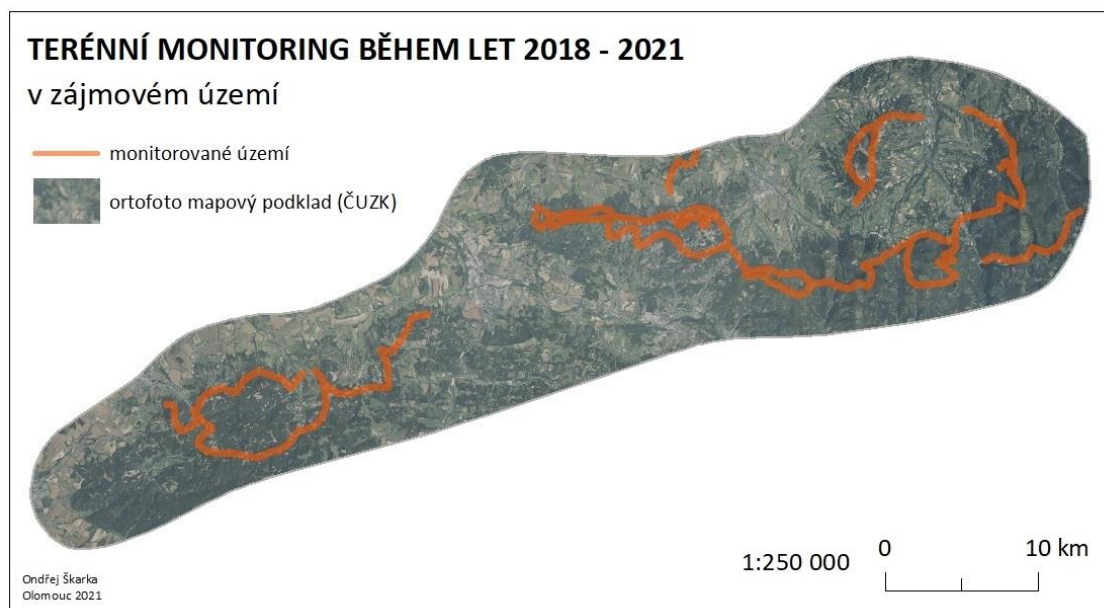 TERÉNNÍ MONITORING BĚHEM LET 2018 - 2021
v zájmovém území
monitorované území
ortofoto mapový podklad (ČUZK)
1:250 000
0
10 km
Ondřej Škarka
Olomouc 2021